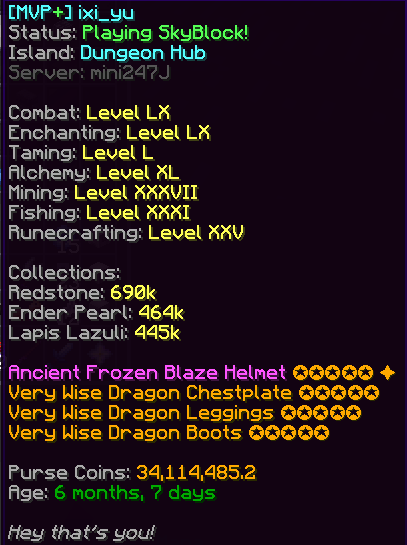 [MVP+] ixi_yu
Status: Playing SkyBlock!
Island: Dungeon Hub
Server: mini247J
Combat: Level LX
Enchanting: Level LX
Taming: Level L
Alchemy: Level XL
Mining: Level XXXVII
Fishing: Level XXXI
Runecrafting: Level XXV
Collections:
Redstone: 690k
Ender Pearl: 464k
Lapis Lazuli: 445k
Ancient Frozen Blaze Helmet ✪✪✪✪✪ ✦
Very Wise Dragon Chestplate ✪✪✪✪✪
Very Wise Dragon Leggings ✪✪✪✪✪
Very Wise Dragon Boots ✪✪✪✪✪
Purse Coins: 34,114,485.2
Age: 6 months, 7 days
Hey that's you!